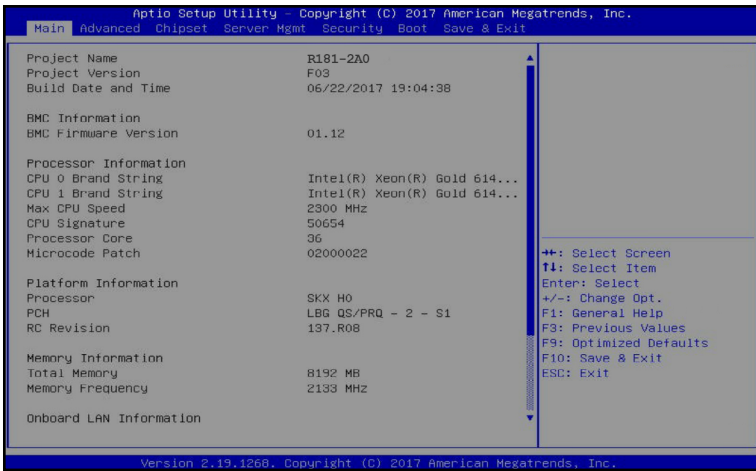 Aptio Setup Utility - Copyright (C) 2017 American Megatrends, Inc.
Main Advanced Chipset Server Mgmt Security Boot Save & Exit
Project Name R181-2A0
Project Version F03
Build Date and Time 06/22/2017 19:04:38
BMC Information
BMC Firmware Version 01.12
Processor Information
CPU 0 Brand String Intel(R) Xeon(R) Gold 614...
CPU 1 Brand String Intel(R) Xeon(R) Gold 614...
Max CPU Speed 2300 MHz
CPU Signature 50654
Processor Core 36
Microcode Patch 02000022
Platform Information
Processor SKX H0
PCH LBG QS/PRQ - 2 - S1
RC Revision 137.R08
Memory Information
Total Memory 8192 MB
Memory Frequency 2133 MHz
Onboard LAN Information
→←: Select Screen
↑↓: Select Item
Enter: Select
+/-: Change Opt.
F1: General Help
F3: Previous Values
F9: Optimized Defaults
F10: Save & Exit
ESC: Exit
Version 2.19.1268. Copyright (C) 2017 American Megatrends, Inc.